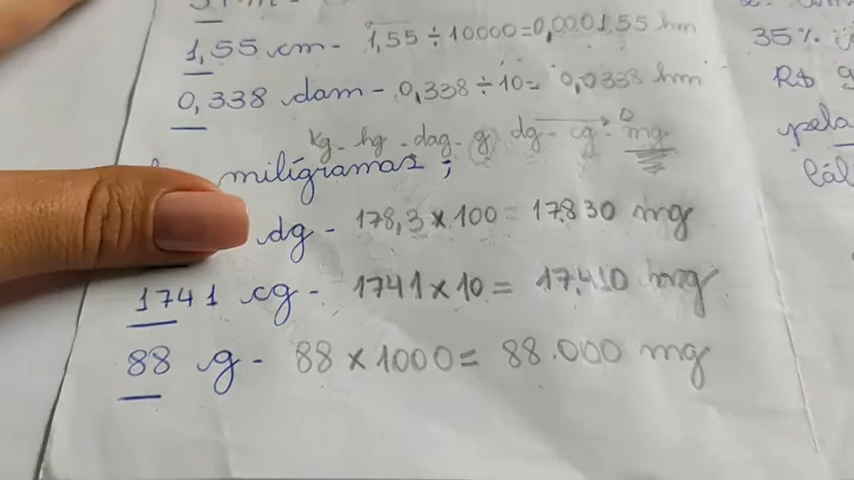 1,55 cm - 1,55 ÷ 10000 = 0,000155 hm
0,338 dam - 0,338 ÷ 10 = 0,0338 hm
kg - hg - dag - g dg - cg - mg
miligramas;
dg - 178,3 x 100 = 17830 mg
1741 cg - 1741 x 10 = 17.410 mg
88 g - 88 x 1000 = 88.000 mg
35%
R$
pela